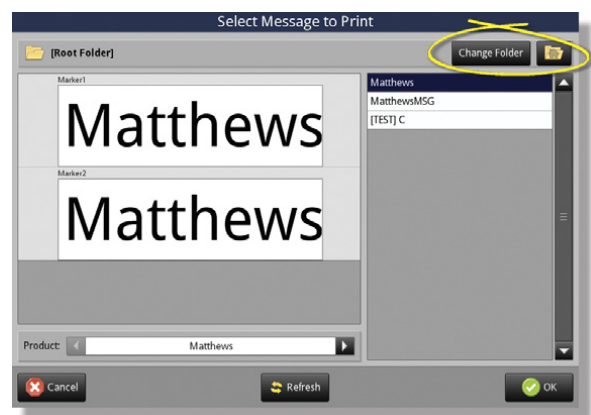 Select Message to Print
[Root Folder]
Change Folder
Marker1
Matthews
Marker2
Matthews
Matthews
MatthewsMSG
[TEST] C
Product:
Matthews
Cancel
Refresh
OK